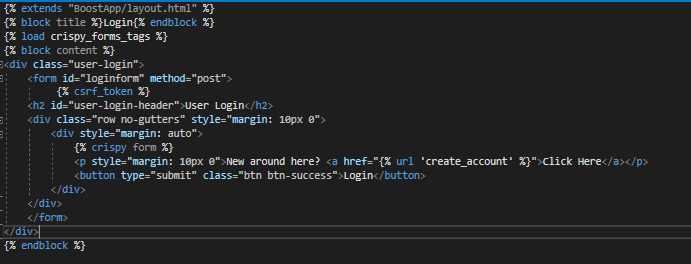 {% extends "BoostApp/layout.html" %}
{% block title %}Login{% endblock %}
{% load crispy_forms_tags %}
{% block content %}
<div class="user-login">
    <form id="loginform" method="post">
        {% csrf_token %}
    <h2 id="user-login-header">User Login</h2>
    <div class="row no-gutters" style="margin: 10px 0">
        <div style="margin: auto">
            {% crispy form %}
            <p style="margin: 10px 0">New around here? <a href="{% url 'create_account' %}">Click Here</a></p>
            <button type="submit" class="btn btn-success">Login</button>
        </div>
    </div>
    </form>
</div>
{% endblock %}